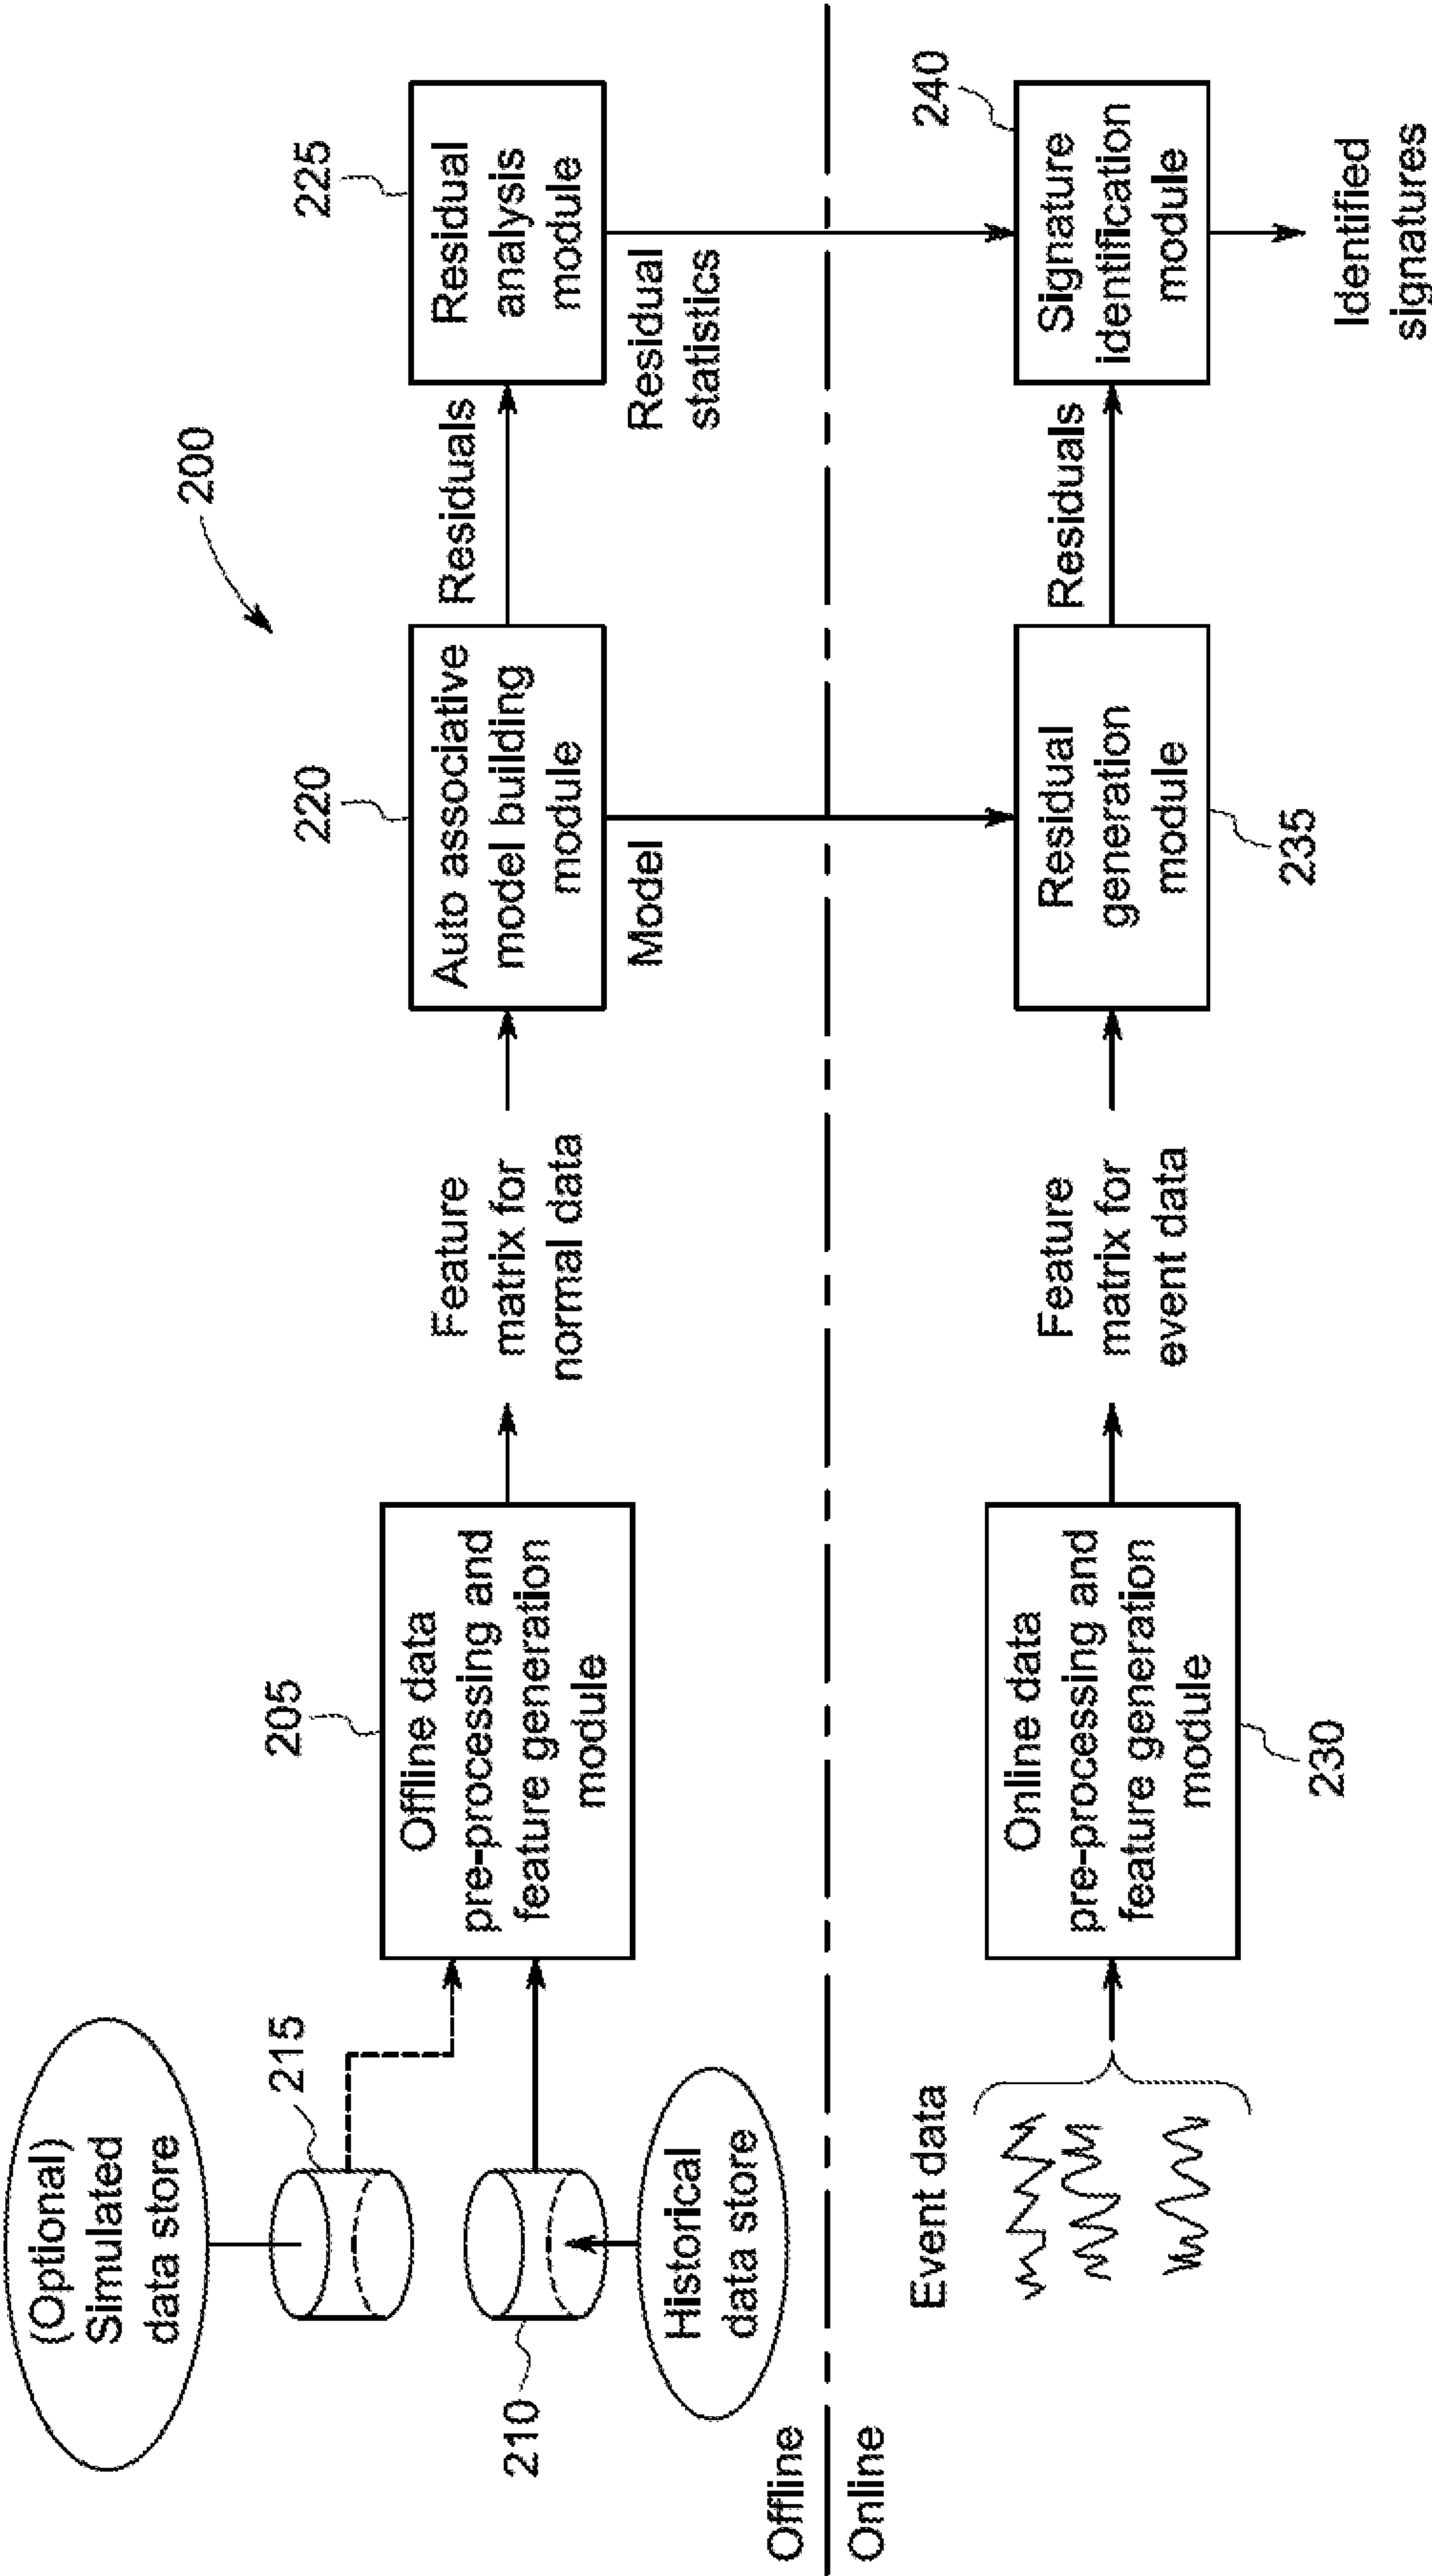 200
(Optional)
Simulated
data store
215
210
Historical
data store
205
Offline data
pre-processing and
feature generation
module
Feature
matrix for
normal data
220
Auto associative
model building
module
Model
Residuals
225
Residual
analysis
module
Residual
statistics
Offline
Online
Event data
Online data
pre-processing and
feature generation
module
230
Feature
matrix for
event data
Residual
generation
module
235
Residuals
240
Signature
identification
module
Identified
signatures